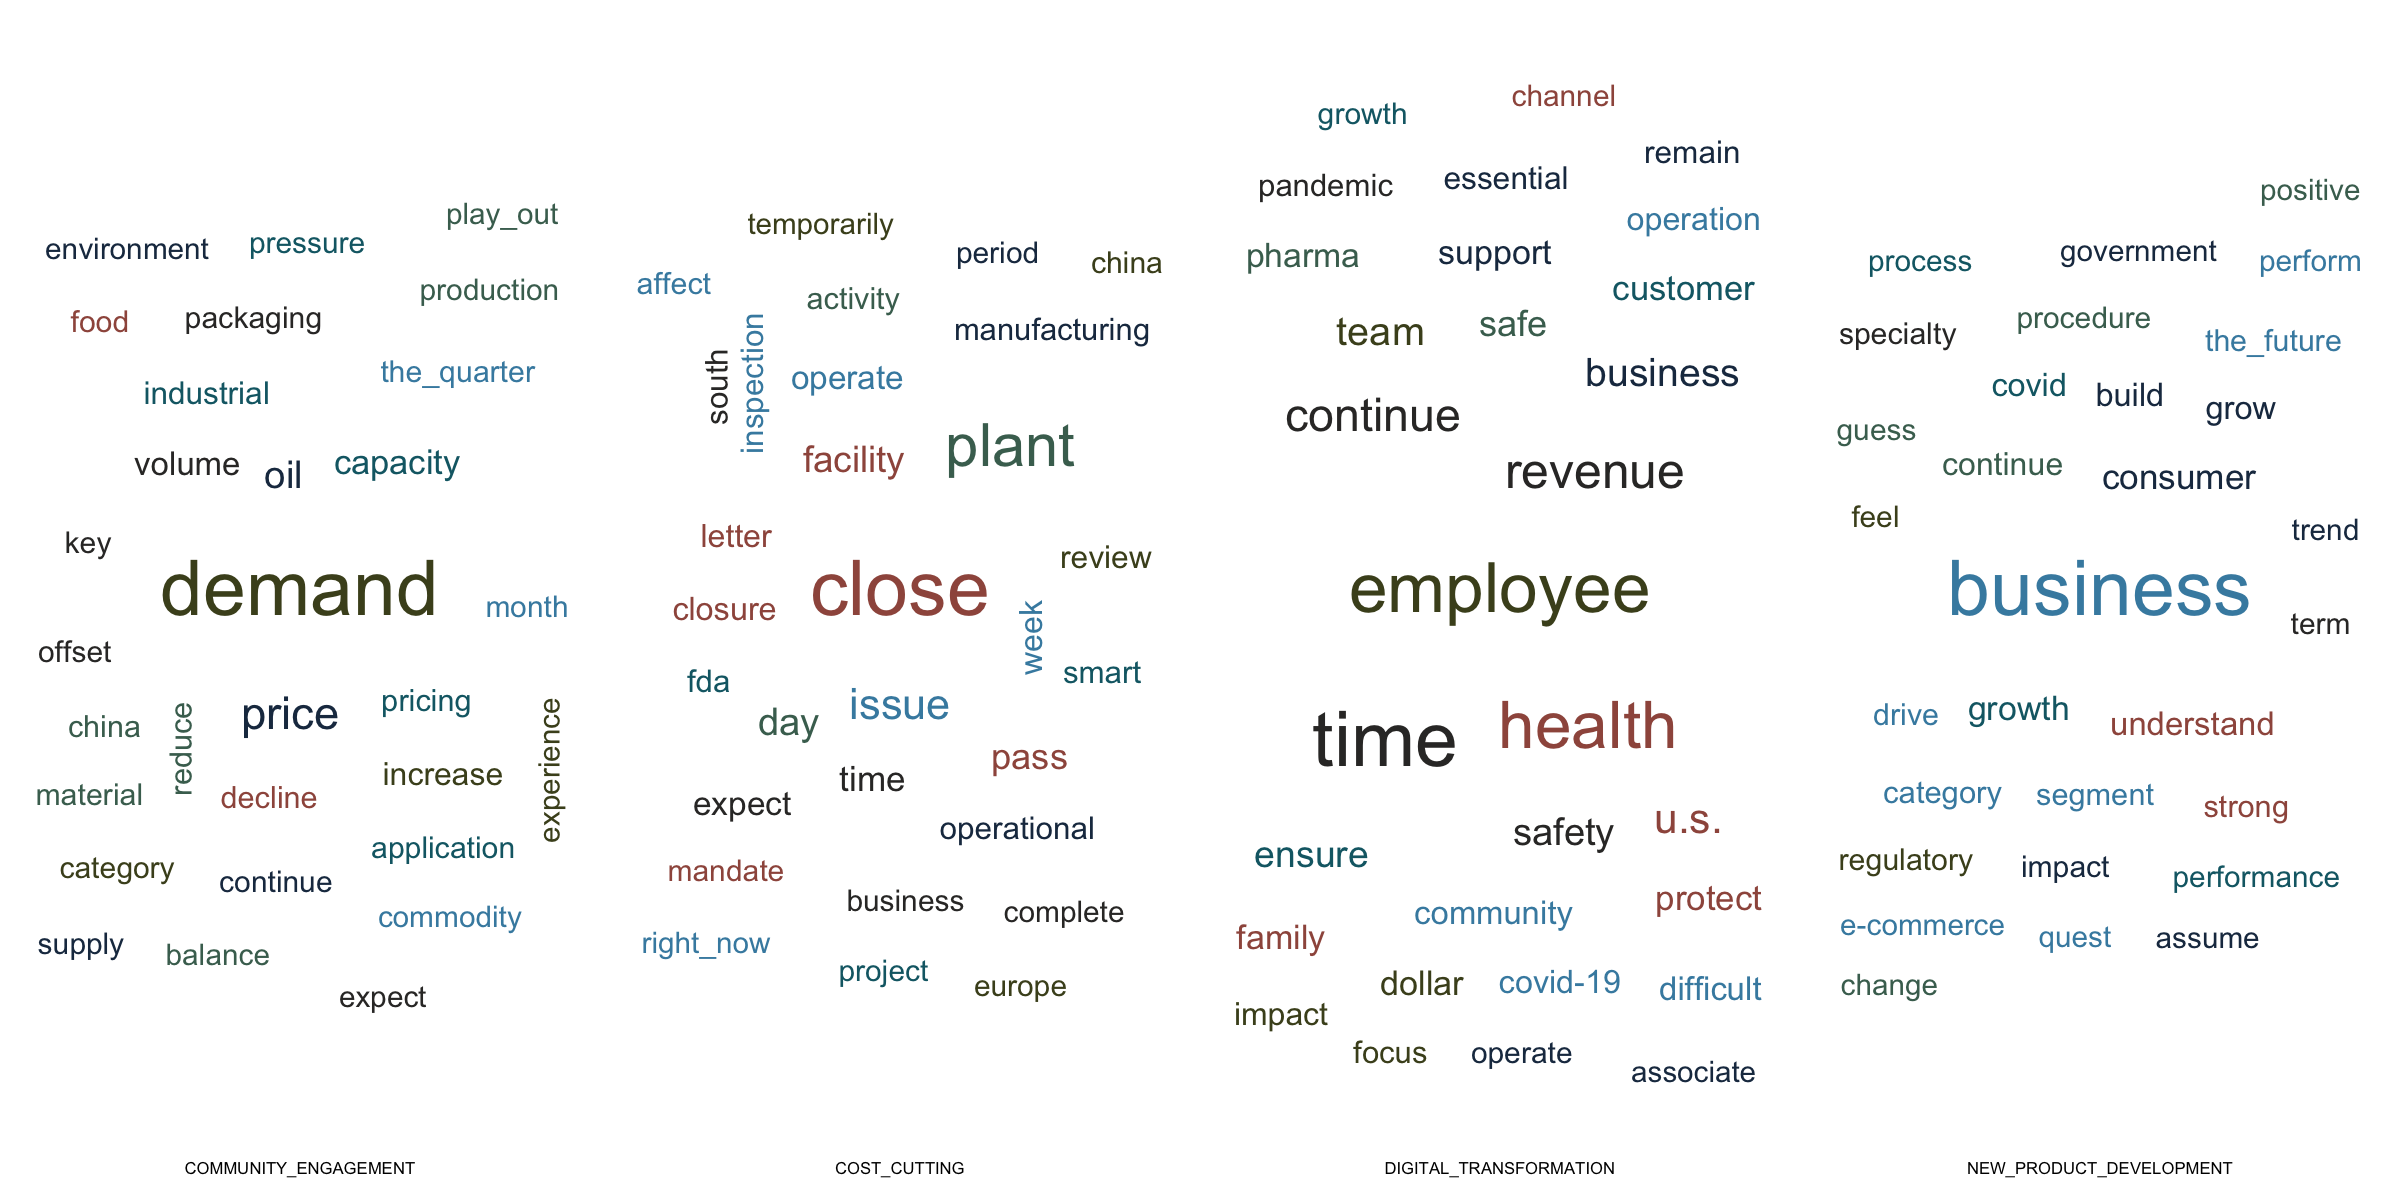 play_out
environment
pressure
production
food
packaging
the_quarter
industrial
volume
oil
capacity
key
demand
month
offset
price
pricing
china
reduce
experience
material
decline
increase
category
continue
application
supply
balance
commodity
expect
COMMUNITY_ENGAGEMENT
temporarily
period
china
affect
activity
inspection
south
manufacturing
operate
facility
plant
letter
review
close
closure
week
smart
fda
day
issue
pass
time
expect
operational
mandate
business
complete
right_now
project
europe
COST_CUTTING
channel
growth
remain
pandemic
essential
operation
pharma
support
customer
team
safe
business
continue
revenue
employee
time
health
u.s.
safety
ensure
protect
community
family
dollar
covid-19
difficult
impact
focus
operate
associate
DIGITAL_TRANSFORMATION
positive
government
process
perform
specialty
procedure
the_future
covid
build
grow
guess
continue
consumer
feel
trend
business
term
drive
growth
understand
category
segment
strong
regulatory
impact
performance
e-commerce
quest
assume
change
NEW_PRODUCT_DEVELOPMENT